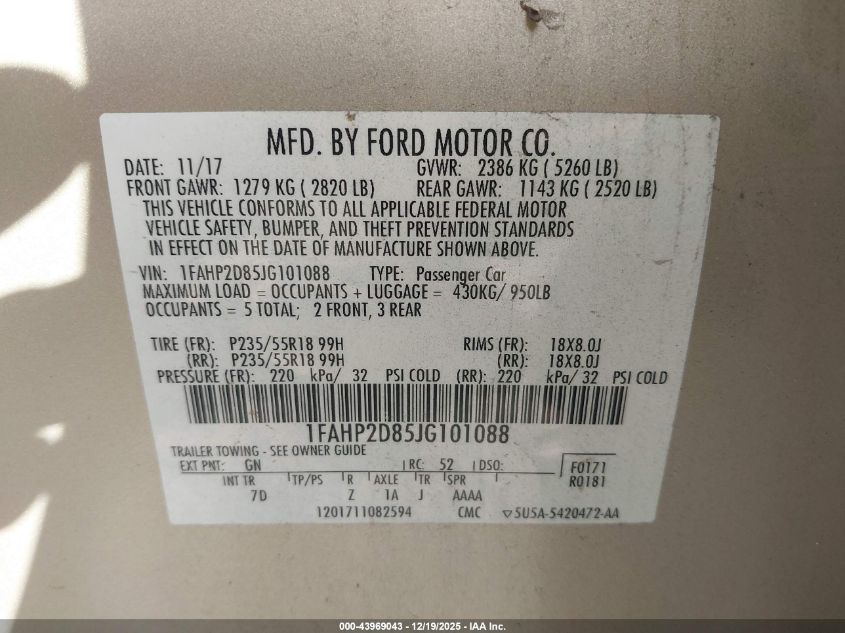 MFD. BY FORD MOTOR CO.
DATE: 11/17 GVWR: 2386 KG ( 5260 LB)
FRONT GAWR: 1279 KG ( 2820 LB) REAR GAWR: 1143 KG ( 2520 LB)
THIS VEHICLE CONFORMS TO ALL APPLICABLE FEDERAL MOTOR
VEHICLE SAFETY, BUMPER, AND THEFT PREVENTION STANDARDS
IN EFFECT ON THE DATE OF MANUFACTURE SHOWN ABOVE.
VIN: 1FAHP2D85JG101088 TYPE: Passenger Car
MAXIMUM LOAD = OCCUPANTS + LUGGAGE = 430KG/ 950LB
OCCUPANTS = 5 TOTAL; 2 FRONT, 3 REAR
TIRE (FR): P235/55R18 99H RIMS (FR): 18X8.0J
(RR): P235/55R18 99H (RR): 18X8.0J
PRESSURE (FR): 220 kPa/ 32 PSI COLD (RR): 220 kPa/ 32 PSI COLD
1FAHP2D85JG101088
TRAILER TOWING - SEE OWNER GUIDE
EXT PNT: GN RC: 52 DSO: F0171
INT TR TP/PS R AXLE TR SPR R0181
7D Z 1A J AAAA
1201711082594 CMC ▽5U5A-5420472-AA
000-43969043 - 12/19/2025 - IAA Inc.